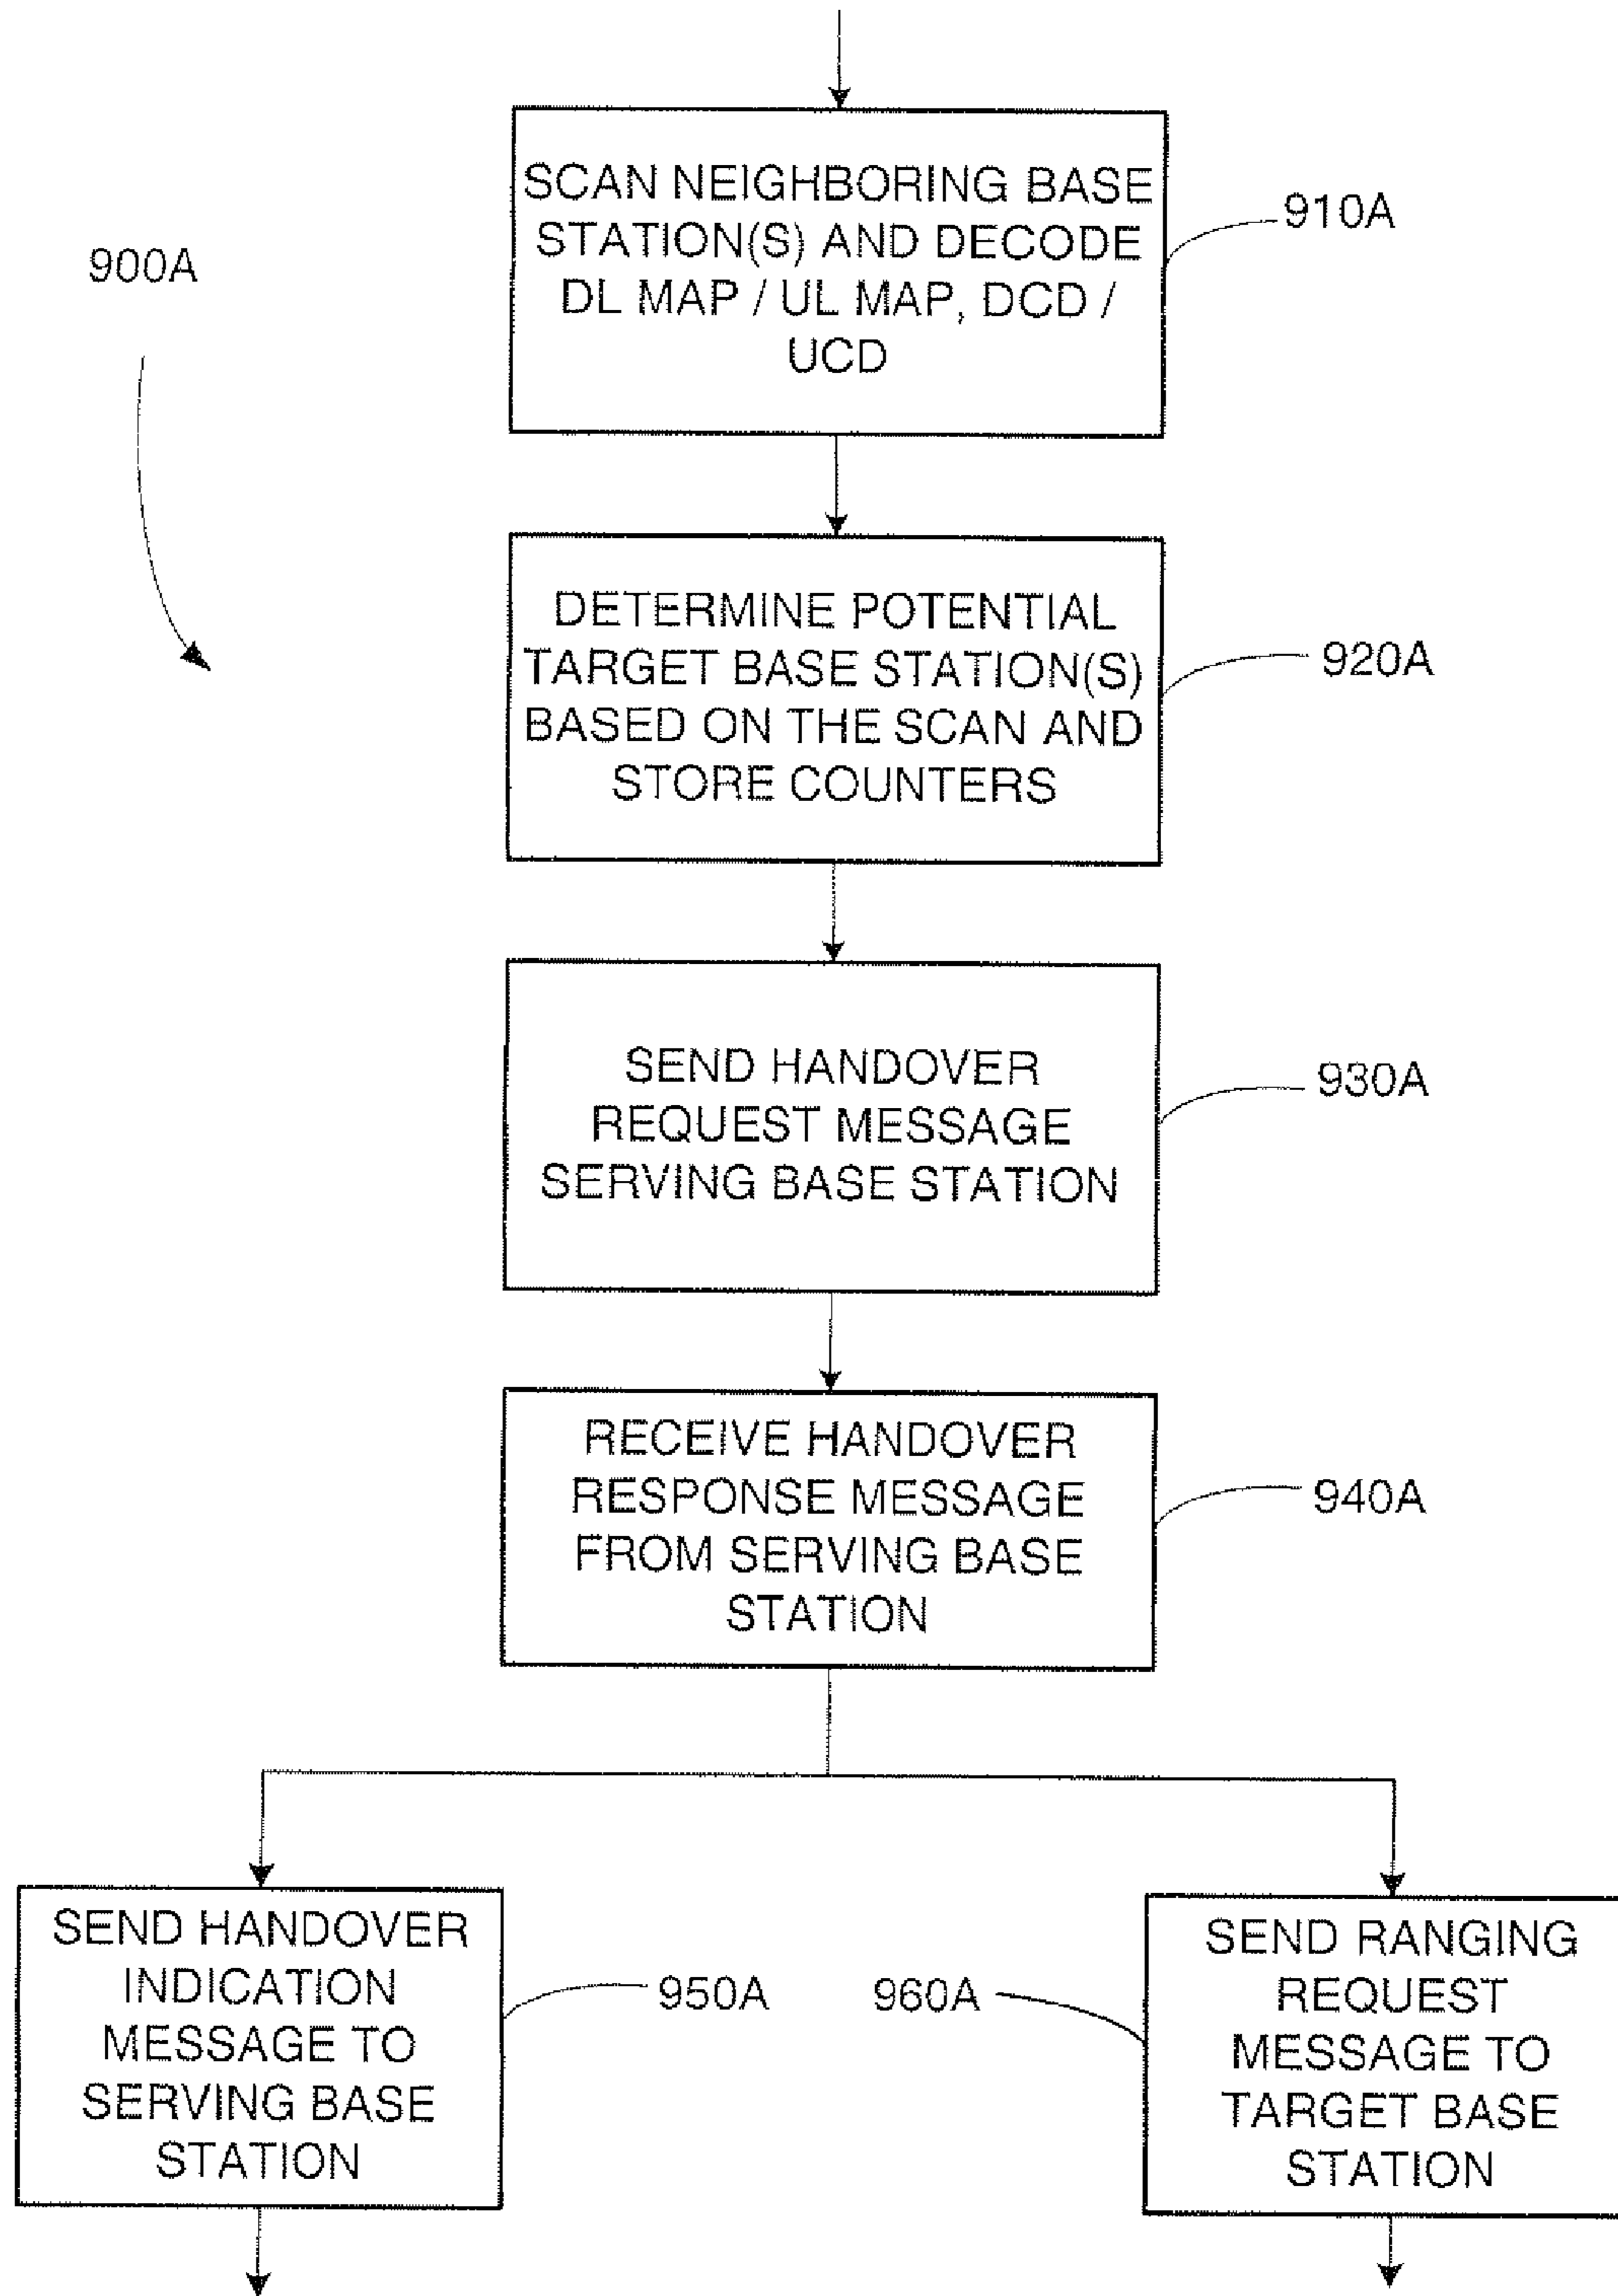 900A
SCAN NEIGHBORING BASE
STATION(S) AND DECODE
DL MAP / UL MAP, DCD /
UCD
910A
DETERMINE POTENTIAL
TARGET BASE STATION(S)
BASED ON THE SCAN AND
STORE COUNTERS
920A
SEND HANDOVER
REQUEST MESSAGE
SERVING BASE STATION
930A
RECEIVE HANDOVER
RESPONSE MESSAGE
FROM SERVING BASE
STATION
940A
SEND HANDOVER
INDICATION
MESSAGE TO
SERVING BASE
STATION
950A
960A
SEND RANGING
REQUEST
MESSAGE TO
TARGET BASE
STATION